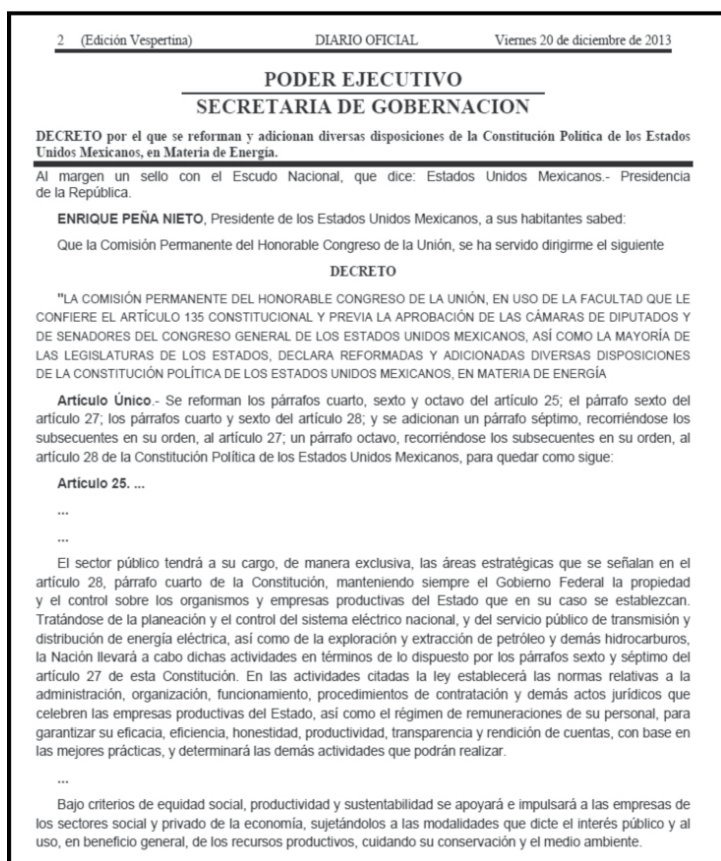 2 (Edición Vespertina) DIARIO OFICIAL Viernes 20 de diciembre de 2013
PODER EJECUTIVO
SECRETARIA DE GOBERNACION
DECRETO por el que se reforman y adicionan diversas disposiciones de la Constitución Política de los Estados
Unidos Mexicanos, en Materia de Energía.
Al margen un sello con el Escudo Nacional, que dice: Estados Unidos Mexicanos.- Presidencia
de la República.
ENRIQUE PEÑA NIETO, Presidente de los Estados Unidos Mexicanos, a sus habitantes sabed:
Que la Comisión Permanente del Honorable Congreso de la Unión, se ha servido dirigirme el siguiente
DECRETO
"LA COMISIÓN PERMANENTE DEL HONORABLE CONGRESO DE LA UNIÓN, EN USO DE LA FACULTAD QUE LE
CONFIERE EL ARTÍCULO 135 CONSTITUCIONAL Y PREVIA LA APROBACIÓN DE LAS CÁMARAS DE DIPUTADOS Y
DE SENADORES DEL CONGRESO GENERAL DE LOS ESTADOS UNIDOS MEXICANOS, ASÍ COMO LA MAYORÍA DE
LAS LEGISLATURAS DE LOS ESTADOS, DECLARA REFORMADAS Y ADICIONADAS DIVERSAS DISPOSICIONES
DE LA CONSTITUCIÓN POLÍTICA DE LOS ESTADOS UNIDOS MEXICANOS, EN MATERIA DE ENERGÍA
Artículo Único.- Se reforman los párrafos cuarto, sexto y octavo del artículo 25; el párrafo sexto del
artículo 27; los párrafos cuarto y sexto del artículo 28; y se adicionan un párrafo séptimo, recorriéndose los
subsecuentes en su orden, al artículo 27; un párrafo octavo, recorriéndose los subsecuentes en su orden, al
artículo 28 de la Constitución Política de los Estados Unidos Mexicanos, para quedar como sigue:
Artículo 25. ...
...
...
El sector público tendrá a su cargo, de manera exclusiva, las áreas estratégicas que se señalan en el
artículo 28, párrafo cuarto de la Constitución, manteniendo siempre el Gobierno Federal la propiedad
y el control sobre los organismos y empresas productivas del Estado que en su caso se establezcan.
Tratándose de la planeación y el control del sistema eléctrico nacional, y del servicio público de transmisión y
distribución de energía eléctrica, así como de la exploración y extracción de petróleo y demás hidrocarburos,
la Nación llevará a cabo dichas actividades en términos de lo dispuesto por los párrafos sexto y séptimo del
artículo 27 de esta Constitución. En las actividades citadas la ley establecerá las normas relativas a la
administración, organización, funcionamiento, procedimientos de contratación y demás actos jurídicos que
celebren las empresas productivas del Estado, así como el régimen de remuneraciones de su personal, para
garantizar su eficacia, eficiencia, honestidad, productividad, transparencia y rendición de cuentas, con base en
las mejores prácticas, y determinará las demás actividades que podrán realizar.
...
Bajo criterios de equidad social, productividad y sustentabilidad se apoyará e impulsará a las empresas de
los sectores social y privado de la economía, sujetándolos a las modalidades que dicte el interés público y al
uso, en beneficio general, de los recursos productivos, cuidando su conservación y el medio ambiente.